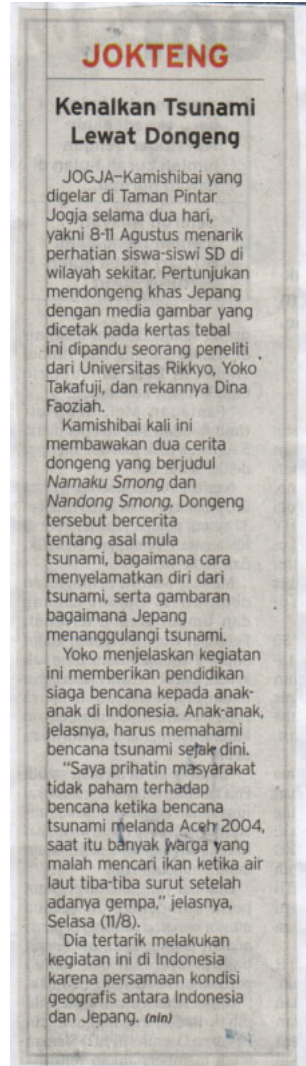 JOKTENG
Kenalkan Tsunami
Lewat Dongeng
JOGJA—Kamishibai yang
digelar di Taman Pintar
Jogja selama dua hari,
yakni 8-11 Agustus menarik
perhatian siswa-siswi SD di
wilayah sekitar. Pertunjukan
mendongeng khas Jepang
dengan media gambar yang
dicetak pada kertas tebal
ini dipandu seorang peneliti
dari Universitas Rikkyo, Yoko
Takafuji, dan rekannya Dina
Faoziah.
Kamishibai kali ini
membawakan dua cerita
dongeng yang berjudul
Namaku Smong dan
Nandong Smong. Dongeng
tersebut bercerita
tentang asal mula
tsunami, bagaimana cara
menyelamatkan diri dari
tsunami, serta gambaran
bagaimana Jepang
menanggulangi tsunami.
Yoko menjelaskan kegiatan
ini memberikan pendidikan
siaga bencana kepada anak-
anak di Indonesia. Anak-anak,
jelasnya, harus memahami
bencana tsunami sejak dini.
“Saya prihatin masyarakat
tidak paham terhadap
bencana ketika bencana
tsunami melanda Aceh 2004,
saat itu banyak warga yang
malah mencari ikan ketika air
laut tiba-tiba surut setelah
adanya gempa,” jelasnya,
Selasa (11/8).
Dia tertarik melakukan
kegiatan ini di Indonesia
karena persamaan kondisi
geografis antara Indonesia
dan Jepang. (nin)